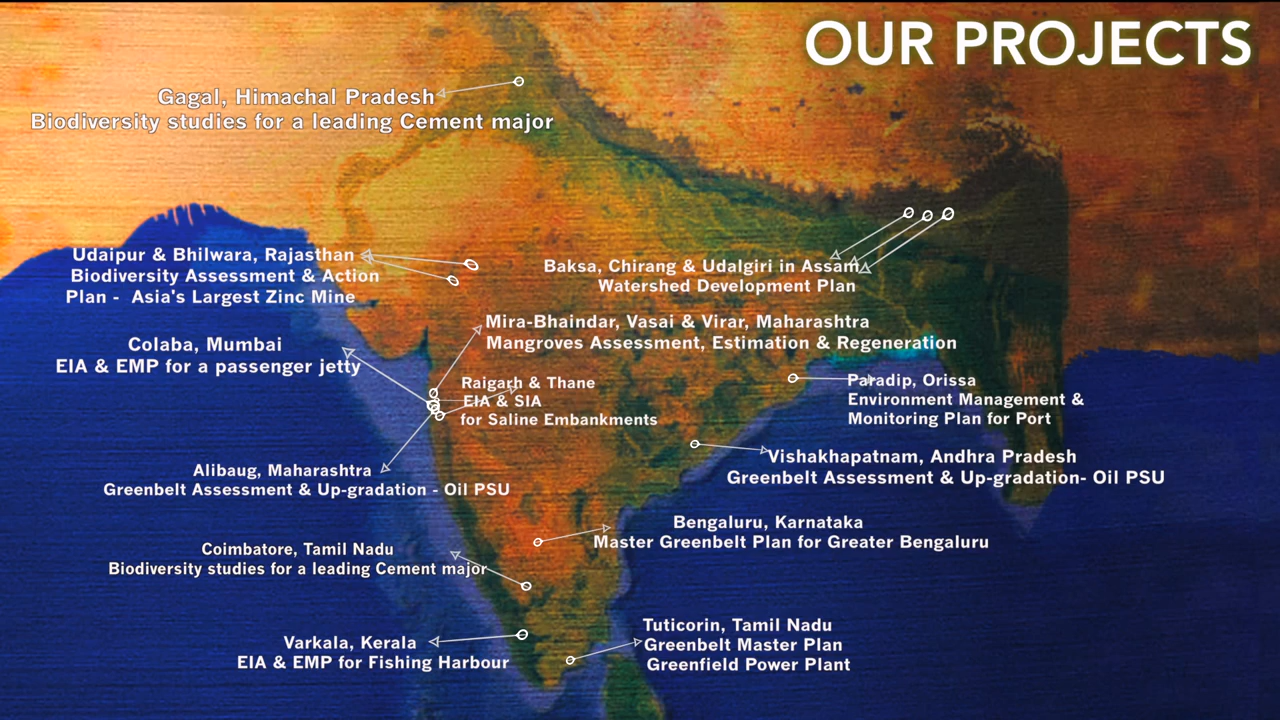 OUR PROJECTS
Gagal, Himachal Pradesh
Biodiversity studies for a leading Cement major
Udaipur & Bhilwara, Rajasthan
Biodiversity Assessment & Action
Plan - Asia's Largest Zinc Mine
Baksa, Chirang & Udalgiri in Assam
Watershed Development Plan
Mira-Bhaindar, Vasai & Virar, Maharashtra
Mangroves Assessment, Estimation & Regeneration
Colaba, Mumbai
EIA & EMP for a passenger jetty
Raigarh & Thane
EIA & SIA
for Saline Embankments
Paradip, Orissa
Environment Management &
Monitoring Plan for Port
Alibaug, Maharashtra
Greenbelt Assessment & Up-gradation - Oil PSU
Vishakhapatnam, Andhra Pradesh
Greenbelt Assessment & Up-gradation- Oil PSU
Bengaluru, Karnataka
Master Greenbelt Plan for Greater Bengaluru
Coimbatore, Tamil Nadu
Biodiversity studies for a leading Cement major
Varkala, Kerala
EIA & EMP for Fishing Harbour
Tuticorin, Tamil Nadu
Greenbelt Master Plan
Greenfield Power Plant